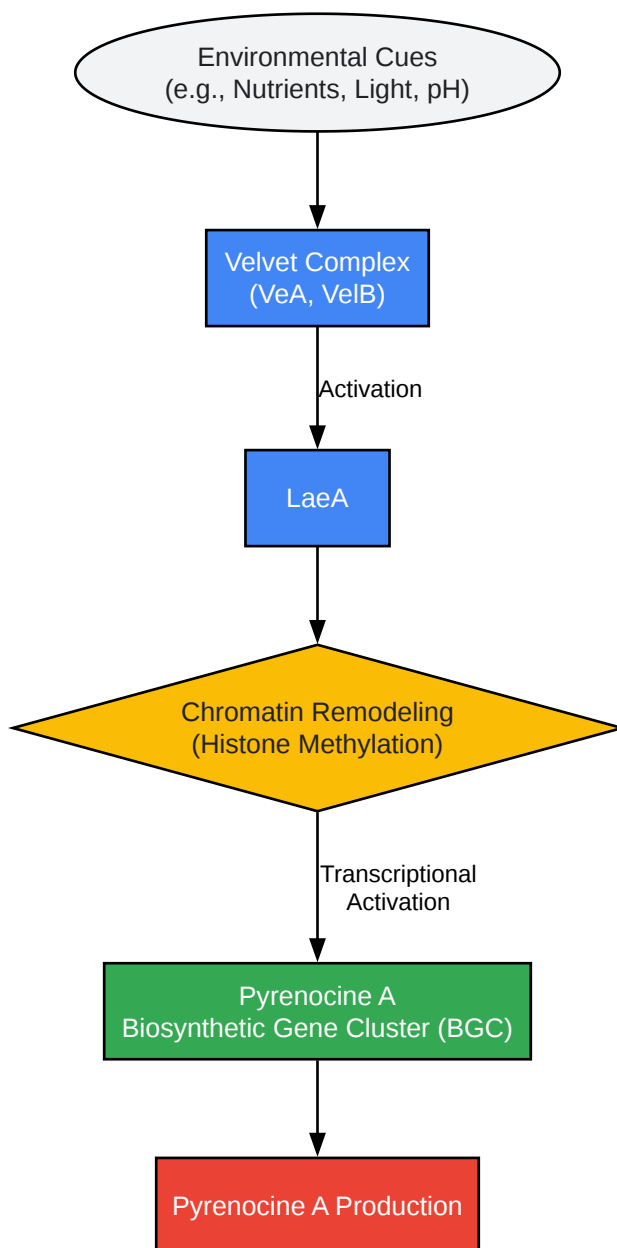 Environmental Cues
(e.g., Nutrients, Light, pH)
Velvet Complex
(VeA, VelB)
Activation
LaeA
Chromatin Remodeling
(Histone Methylation)
Transcriptional
Activation
Pyrenocine A
Biosynthetic Gene Cluster (BGC)
Pyrenocine A Production